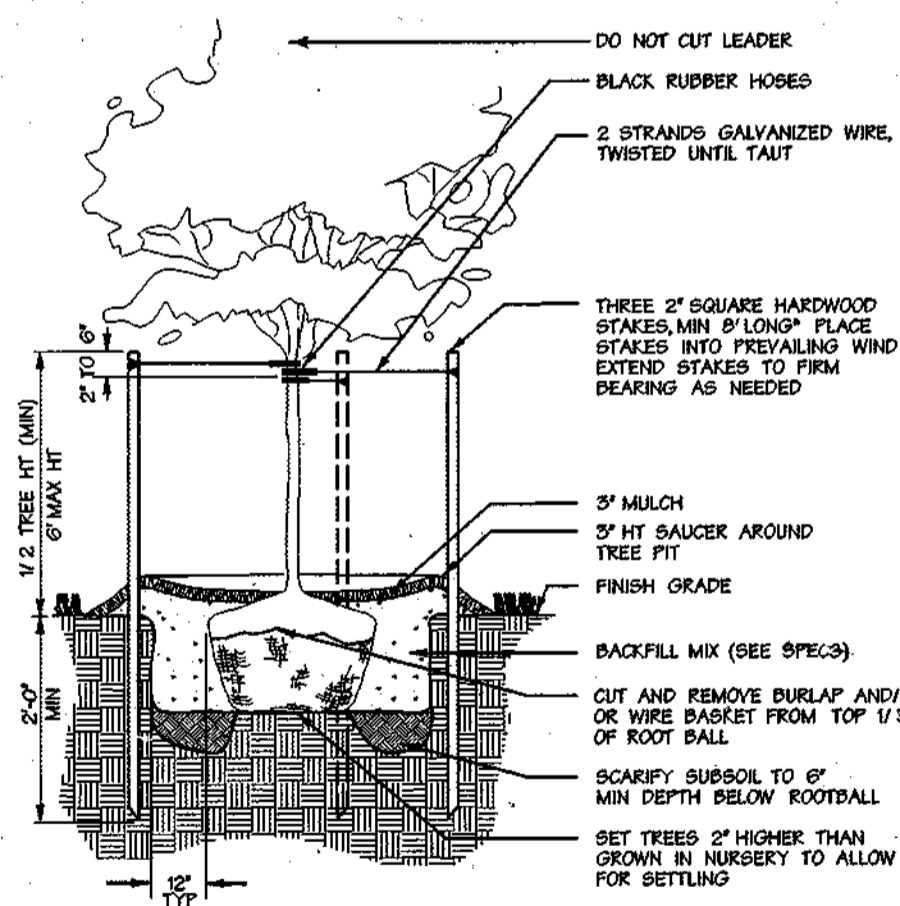 DO NOT CUT LEADER
BLACK RUBBER HOSES
2 STRANDS GALVANIZED WIRE,
TWISTED UNTIL TAUT
THREE 2" SQUARE HARDWOOD
STAKES, MIN 8' LONG" PLACE
STAKES INTO PREVAILING WIND
EXTEND STAKES TO FIRM
BEARING AS NEEDED
3" MULCH
3" HT SAUCER AROUND
TREE PIT
FINISH GRADE
BACKFILL MIX (SEE SPECS)
CUT AND REMOVE BURLAP AND/
OR WIRE BASKET FROM TOP 1/3
OF ROOT BALL
SCARIFY SUBSOIL TO 6"
MIN DEPTH BELOW ROOTBALL
SET TREES 2" HIGHER THAN
GROWN IN NURSERY TO ALLOW
FOR SETTLING
2" TO 6"
1/2 TREE HT (MIN)
6' MAX HT
2'-0"
MIN
12"
TYP